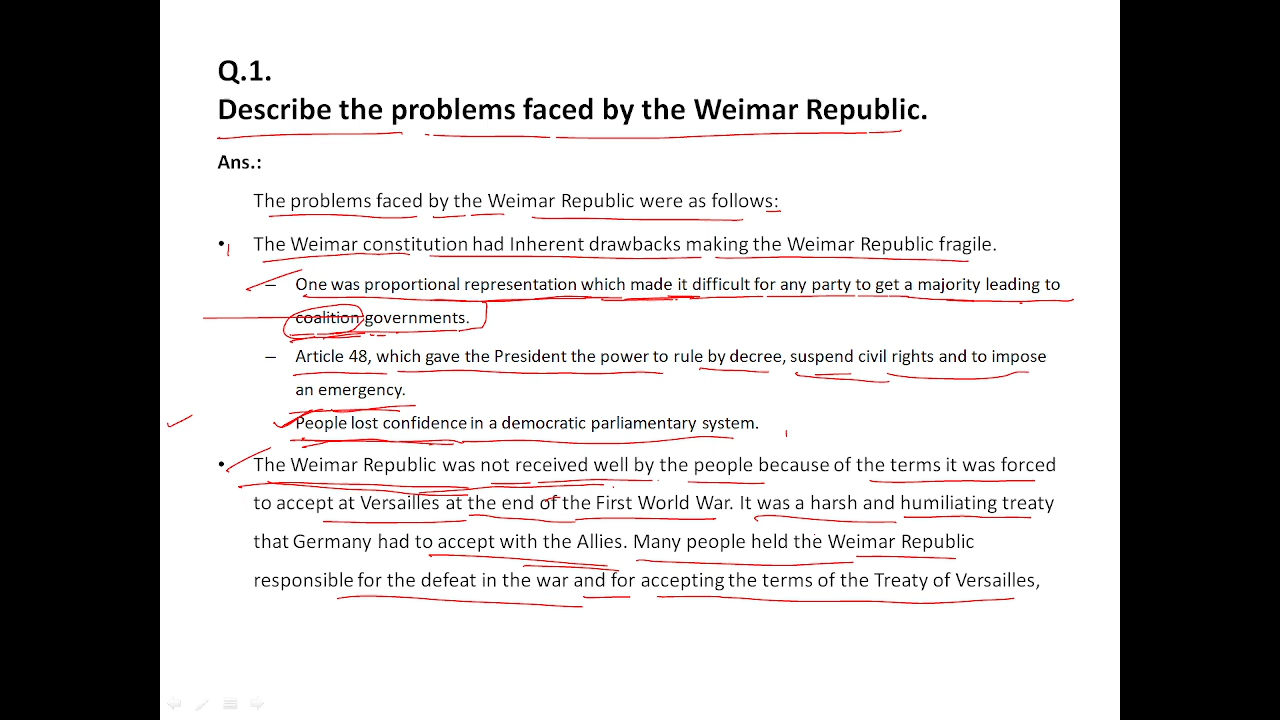 Q.1.
Describe the problems faced by the Weimar Republic.
Ans.:
The problems faced by the Weimar Republic were as follows:
• The Weimar constitution had Inherent drawbacks making the Weimar Republic fragile.
– One was proportional representation which made it difficult for any party to get a majority leading to
coalition governments.
– Article 48, which gave the President the power to rule by decree, suspend civil rights and to impose
an emergency.
People lost confidence in a democratic parliamentary system.
• The Weimar Republic was not received well by the people because of the terms it was forced
to accept at Versailles at the end of the First World War. It was a harsh and humiliating treaty
that Germany had to accept with the Allies. Many people held the Weimar Republic
responsible for the defeat in the war and for accepting the terms of the Treaty of Versailles,